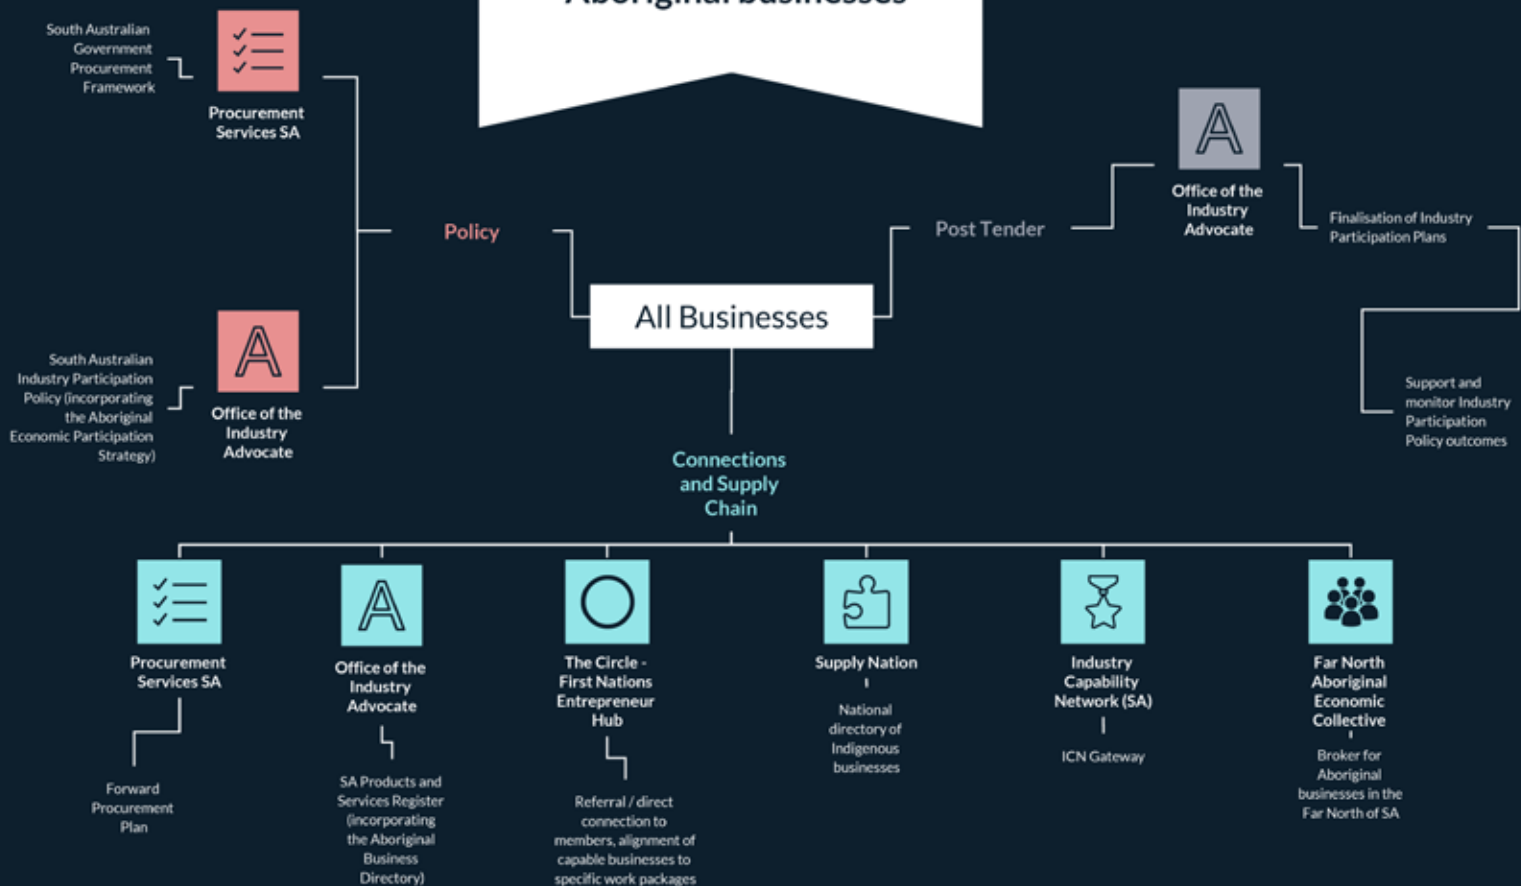 Aboriginal businesses
South Australian
Government
Procurement
Framework
Procurement
Services SA
Policy
South Australian
Industry Participation
Policy (incorporating
the Aboriginal
Economic Participation
Strategy)
Office of the
Industry
Advocate
All Businesses
Post Tender
Office of the
Industry
Advocate
Finalisation of Industry
Participation Plans
Support and
monitor Industry
Participation
Policy outcomes
Connections
and Supply
Chain
Procurement
Services SA
Forward
Procurement
Plan
Office of the
Industry
Advocate
SA Products and
Services Register
(incorporating
the Aboriginal
Business
Directory)
The Circle -
First Nations
Entrepreneur
Hub
Referral / direct
connection to
members, alignment of
capable businesses to
specific work packages
Supply Nation
National
directory of
Indigenous
businesses
Industry
Capability
Network (SA)
ICN Gateway
Far North
Aboriginal
Economic
Collective
Broker for
Aboriginal
businesses in the
Far North of SA